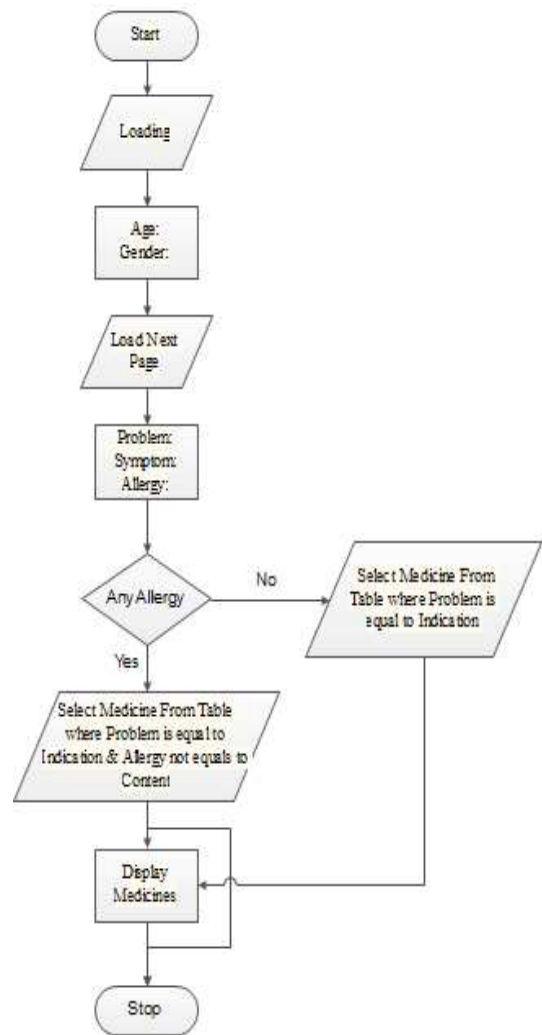 Start
Loading
Age:
Gender:
Load Next
Page
Problem:
Symptom:
Allergy:
Any Allergy
No
Select Medicine From
Table where Problem is
equal to Indication
Yes
Select Medicine From Table
where Problem is equal to
Indication & Allergy not equals to
Content
Display
Medicines
Stop